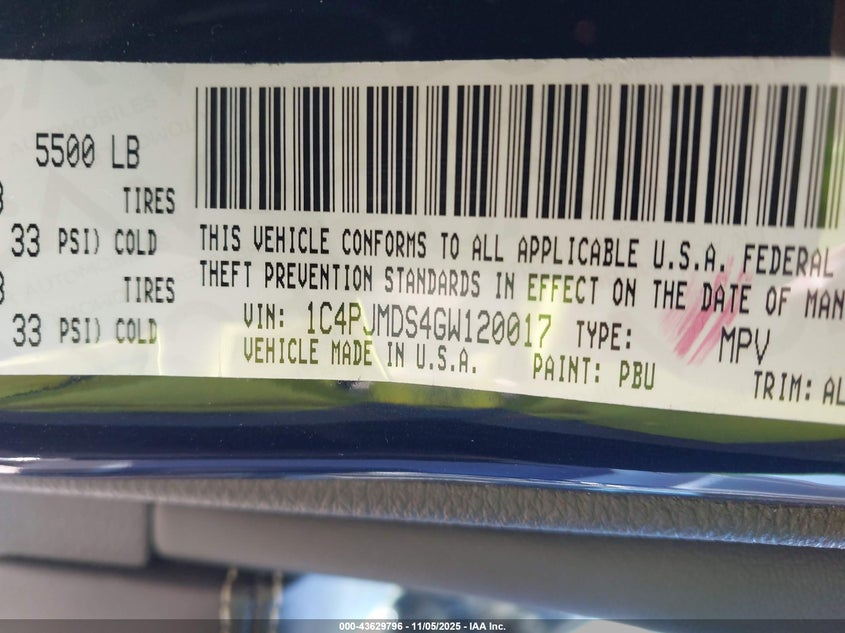 5500 LB
TIRES
33 PSI) COLD
TIRES
33 PSI) COLD
THIS VEHICLE CONFORMS TO ALL APPLICABLE U.S.A. FEDERAL
THEFT PREVENTION STANDARDS IN EFFECT ON THE DATE OF MAN
VIN: 1C4PJMDS4GW120017 TYPE: MPV
VEHICLE MADE IN U.S.A. PAINT: PBU TRIM: AL
000-43629796 - 11/05/2025 - IAA Inc.